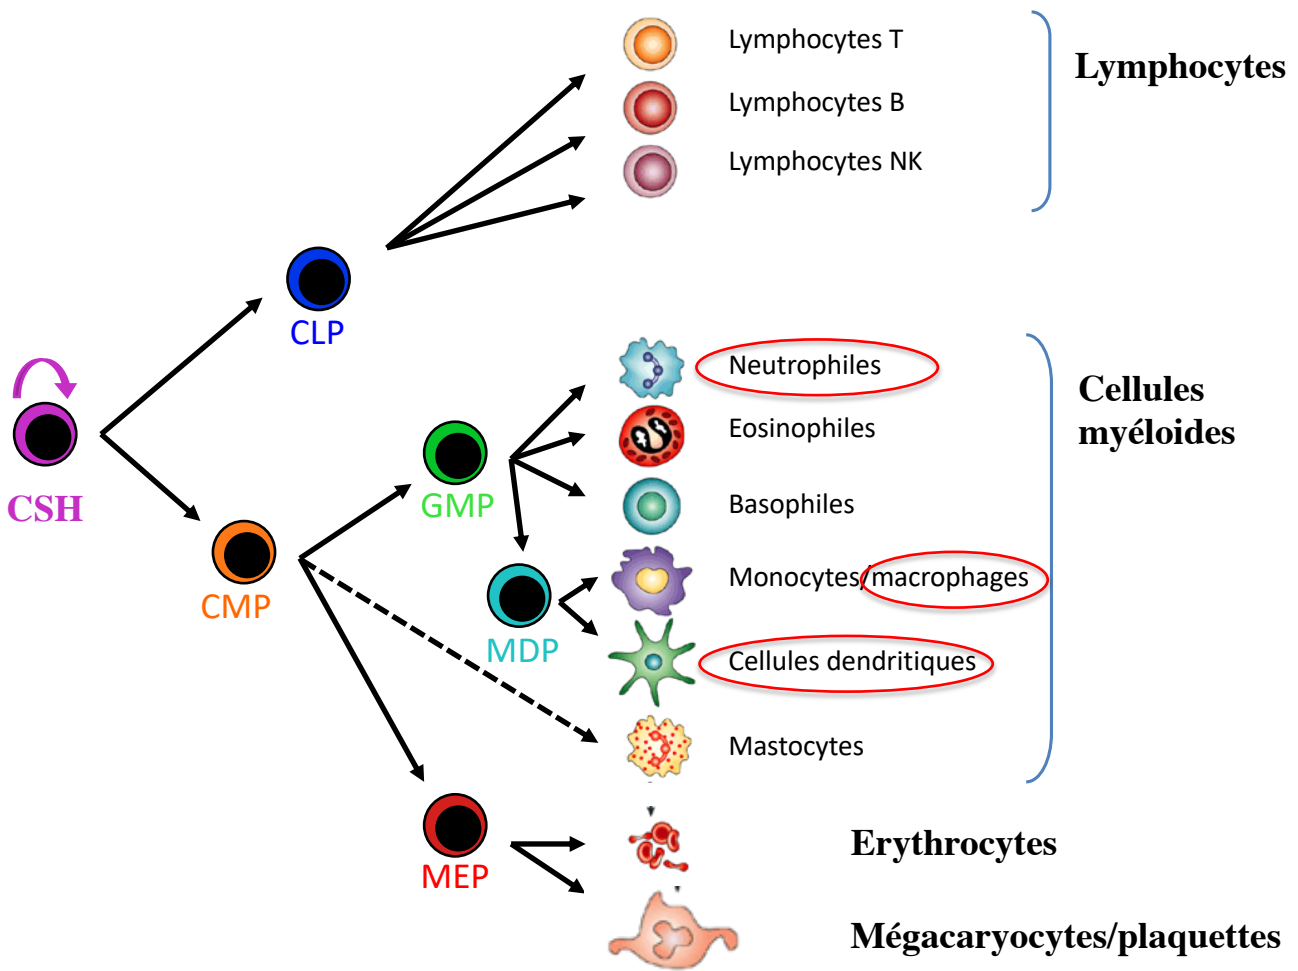 Lymphocytes T
Lymphocytes B
Lymphocytes NK
Lymphocytes
CLP
CSH
CMP
GMP
MDP
MEP
Neutrophiles
Eosinophiles
Basophiles
Monocytes/macrophages
Cellules dendritiques
Mastocytes
Cellules
myéloides
Erythrocytes
Mégacaryocytes/plaquettes